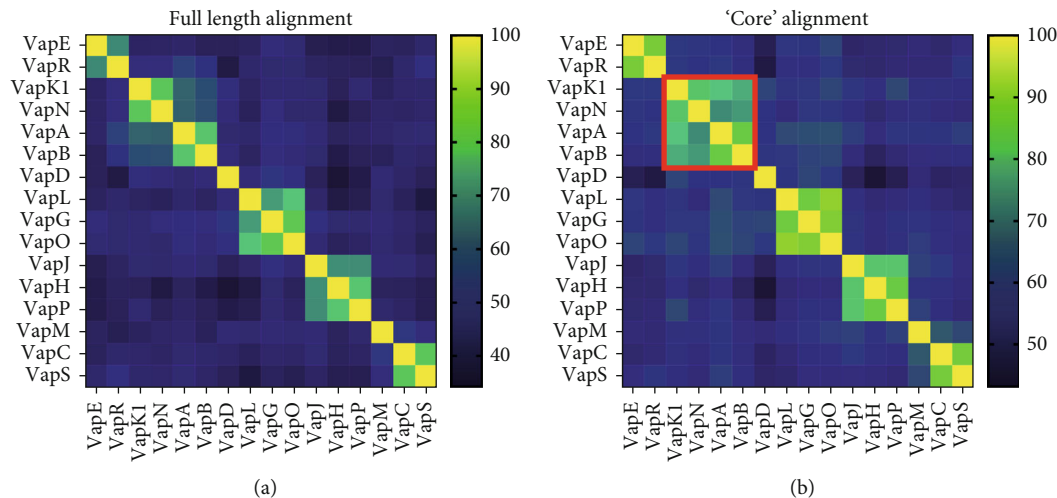 Full length alignment
VapE
VapR
VapK1
VapN
VapA
VapB
VapD
VapL
VapG
VapO
VapJ
VapH
VapP
VapM
VapC
VapS
VapE
VapR
VapK1
VapN
VapA
VapB
VapD
VapL
VapG
VapO
VapJ
VapH
VapP
VapM
VapC
VapS
100
90
80
70
60
50
40
(a)
‘Core’ alignment
VapE
VapR
VapK1
VapN
VapA
VapB
VapD
VapL
VapG
VapO
VapJ
VapH
VapP
VapM
VapC
VapS
VapE
VapR
VapK1
VapN
VapA
VapB
VapD
VapL
VapG
VapO
VapJ
VapH
VapP
VapM
VapC
VapS
100
90
80
70
60
50
(b)